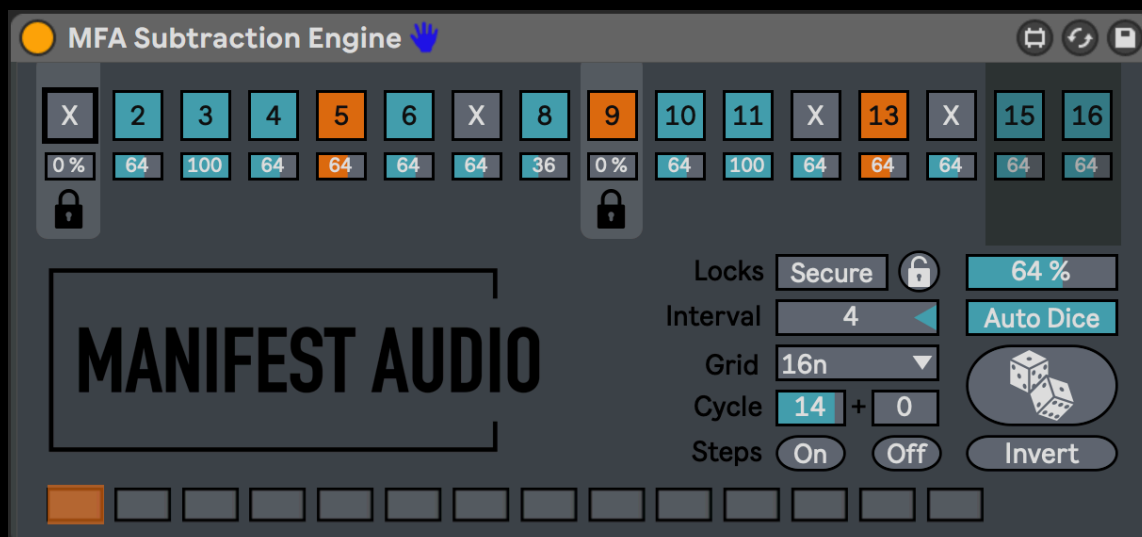 MFA Subtraction Engine
X 2 3 4 5 6 X 8 9 10 11 X 13 X 15 16
0 % 64 100 64 64 64 64 36 0 % 64 100 64 64 64 64 64
Locks Secure 64 %
Interval 4 Auto Dice
MANIFEST AUDIO
Grid 16n
Cycle 14 + 0
Steps On Off Invert